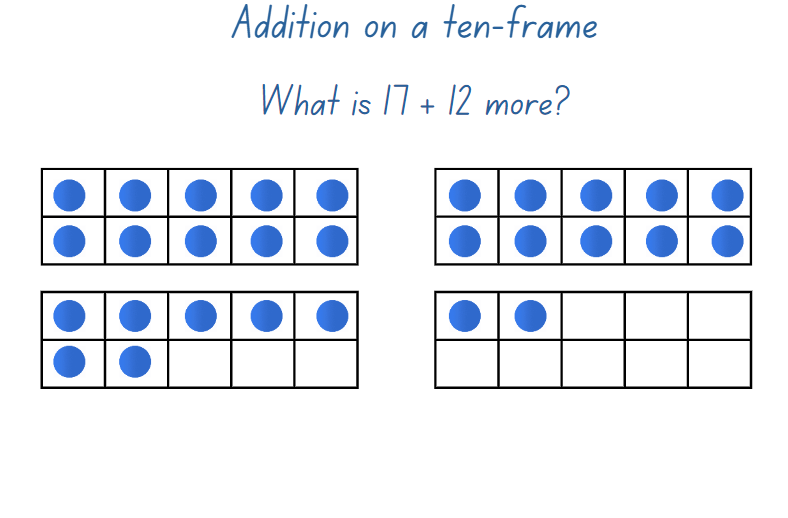 Addition on a ten-frame
What is 17 + 12 more?